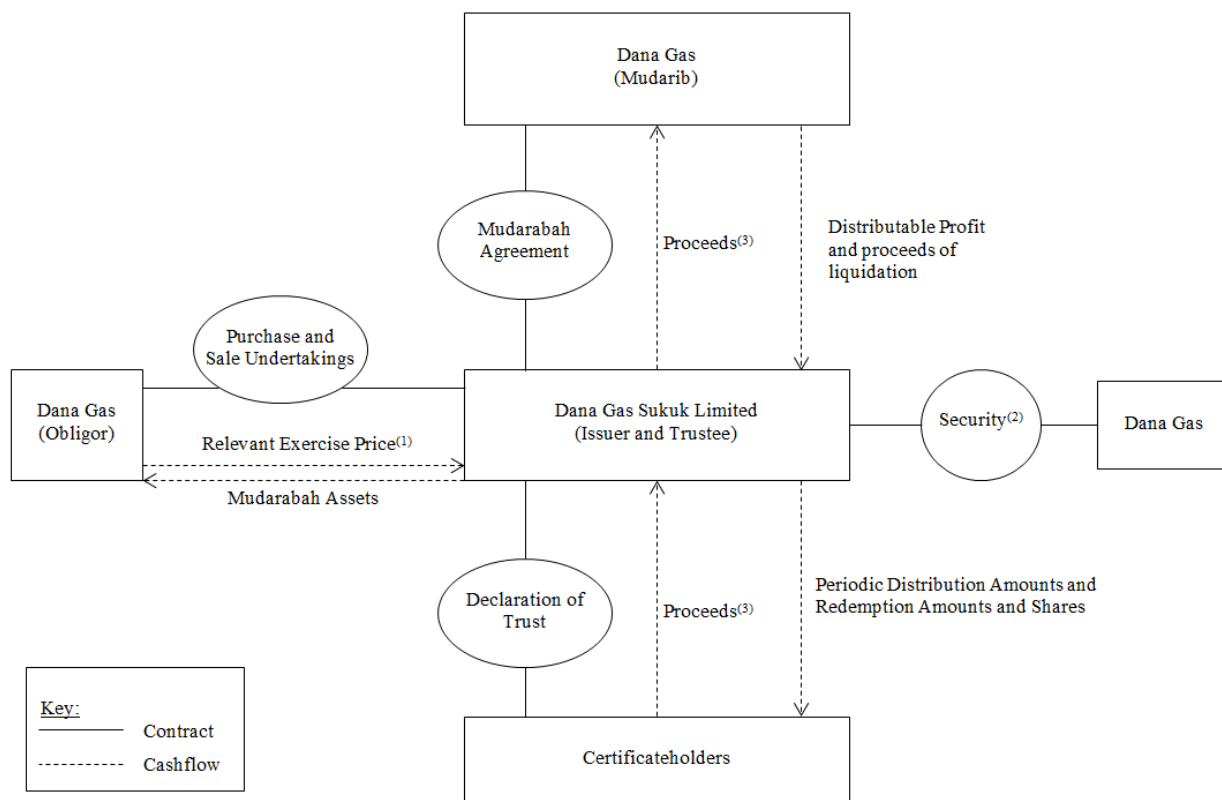 Dana Gas
(Mudarib)
Mudarabah
Agreement
Proceeds(3)
Distributable Profit
and proceeds of
liquidation
Purchase and
Sale Undertakings
Dana Gas
(Obligor)
Relevant Exercise Price(1)
Mudarabah Assets
Dana Gas Sukuk Limited
(Issuer and Trustee)
Security(2)
Dana Gas
Declaration of
Trust
Proceeds(3)
Periodic Distribution Amounts and
Redemption Amounts and Shares
Key:
Contract
Cashflow
Certificateholders